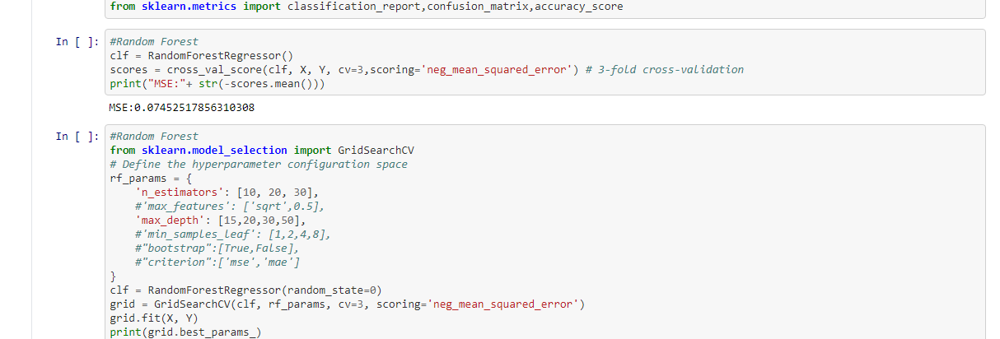 from sklearn.metrics import classification_report,confusion_matrix,accuracy_score
In [ ]: #Random Forest
clf = RandomForestRegressor()
scores = cross_val_score(clf, X, Y, cv=3,scoring='neg_mean_squared_error') # 3-fold cross-validation
print("MSE:"+ str(-scores.mean()))
MSE:0.07452517856310308
In [ ]: #Random Forest
from sklearn.model_selection import GridSearchCV
# Define the hyperparameter configuration space
rf_params = {
    'n_estimators': [10, 20, 30],
    #'max_features': ['sqrt',0.5],
    'max_depth': [15,20,30,50],
    #'min_samples_leaf': [1,2,4,8],
    #"bootstrap":[True,False],
    #"criterion":['mse','mae']
}
clf = RandomForestRegressor(random_state=0)
grid = GridSearchCV(clf, rf_params, cv=3, scoring='neg_mean_squared_error')
grid.fit(X, Y)
print(grid.best_params_)